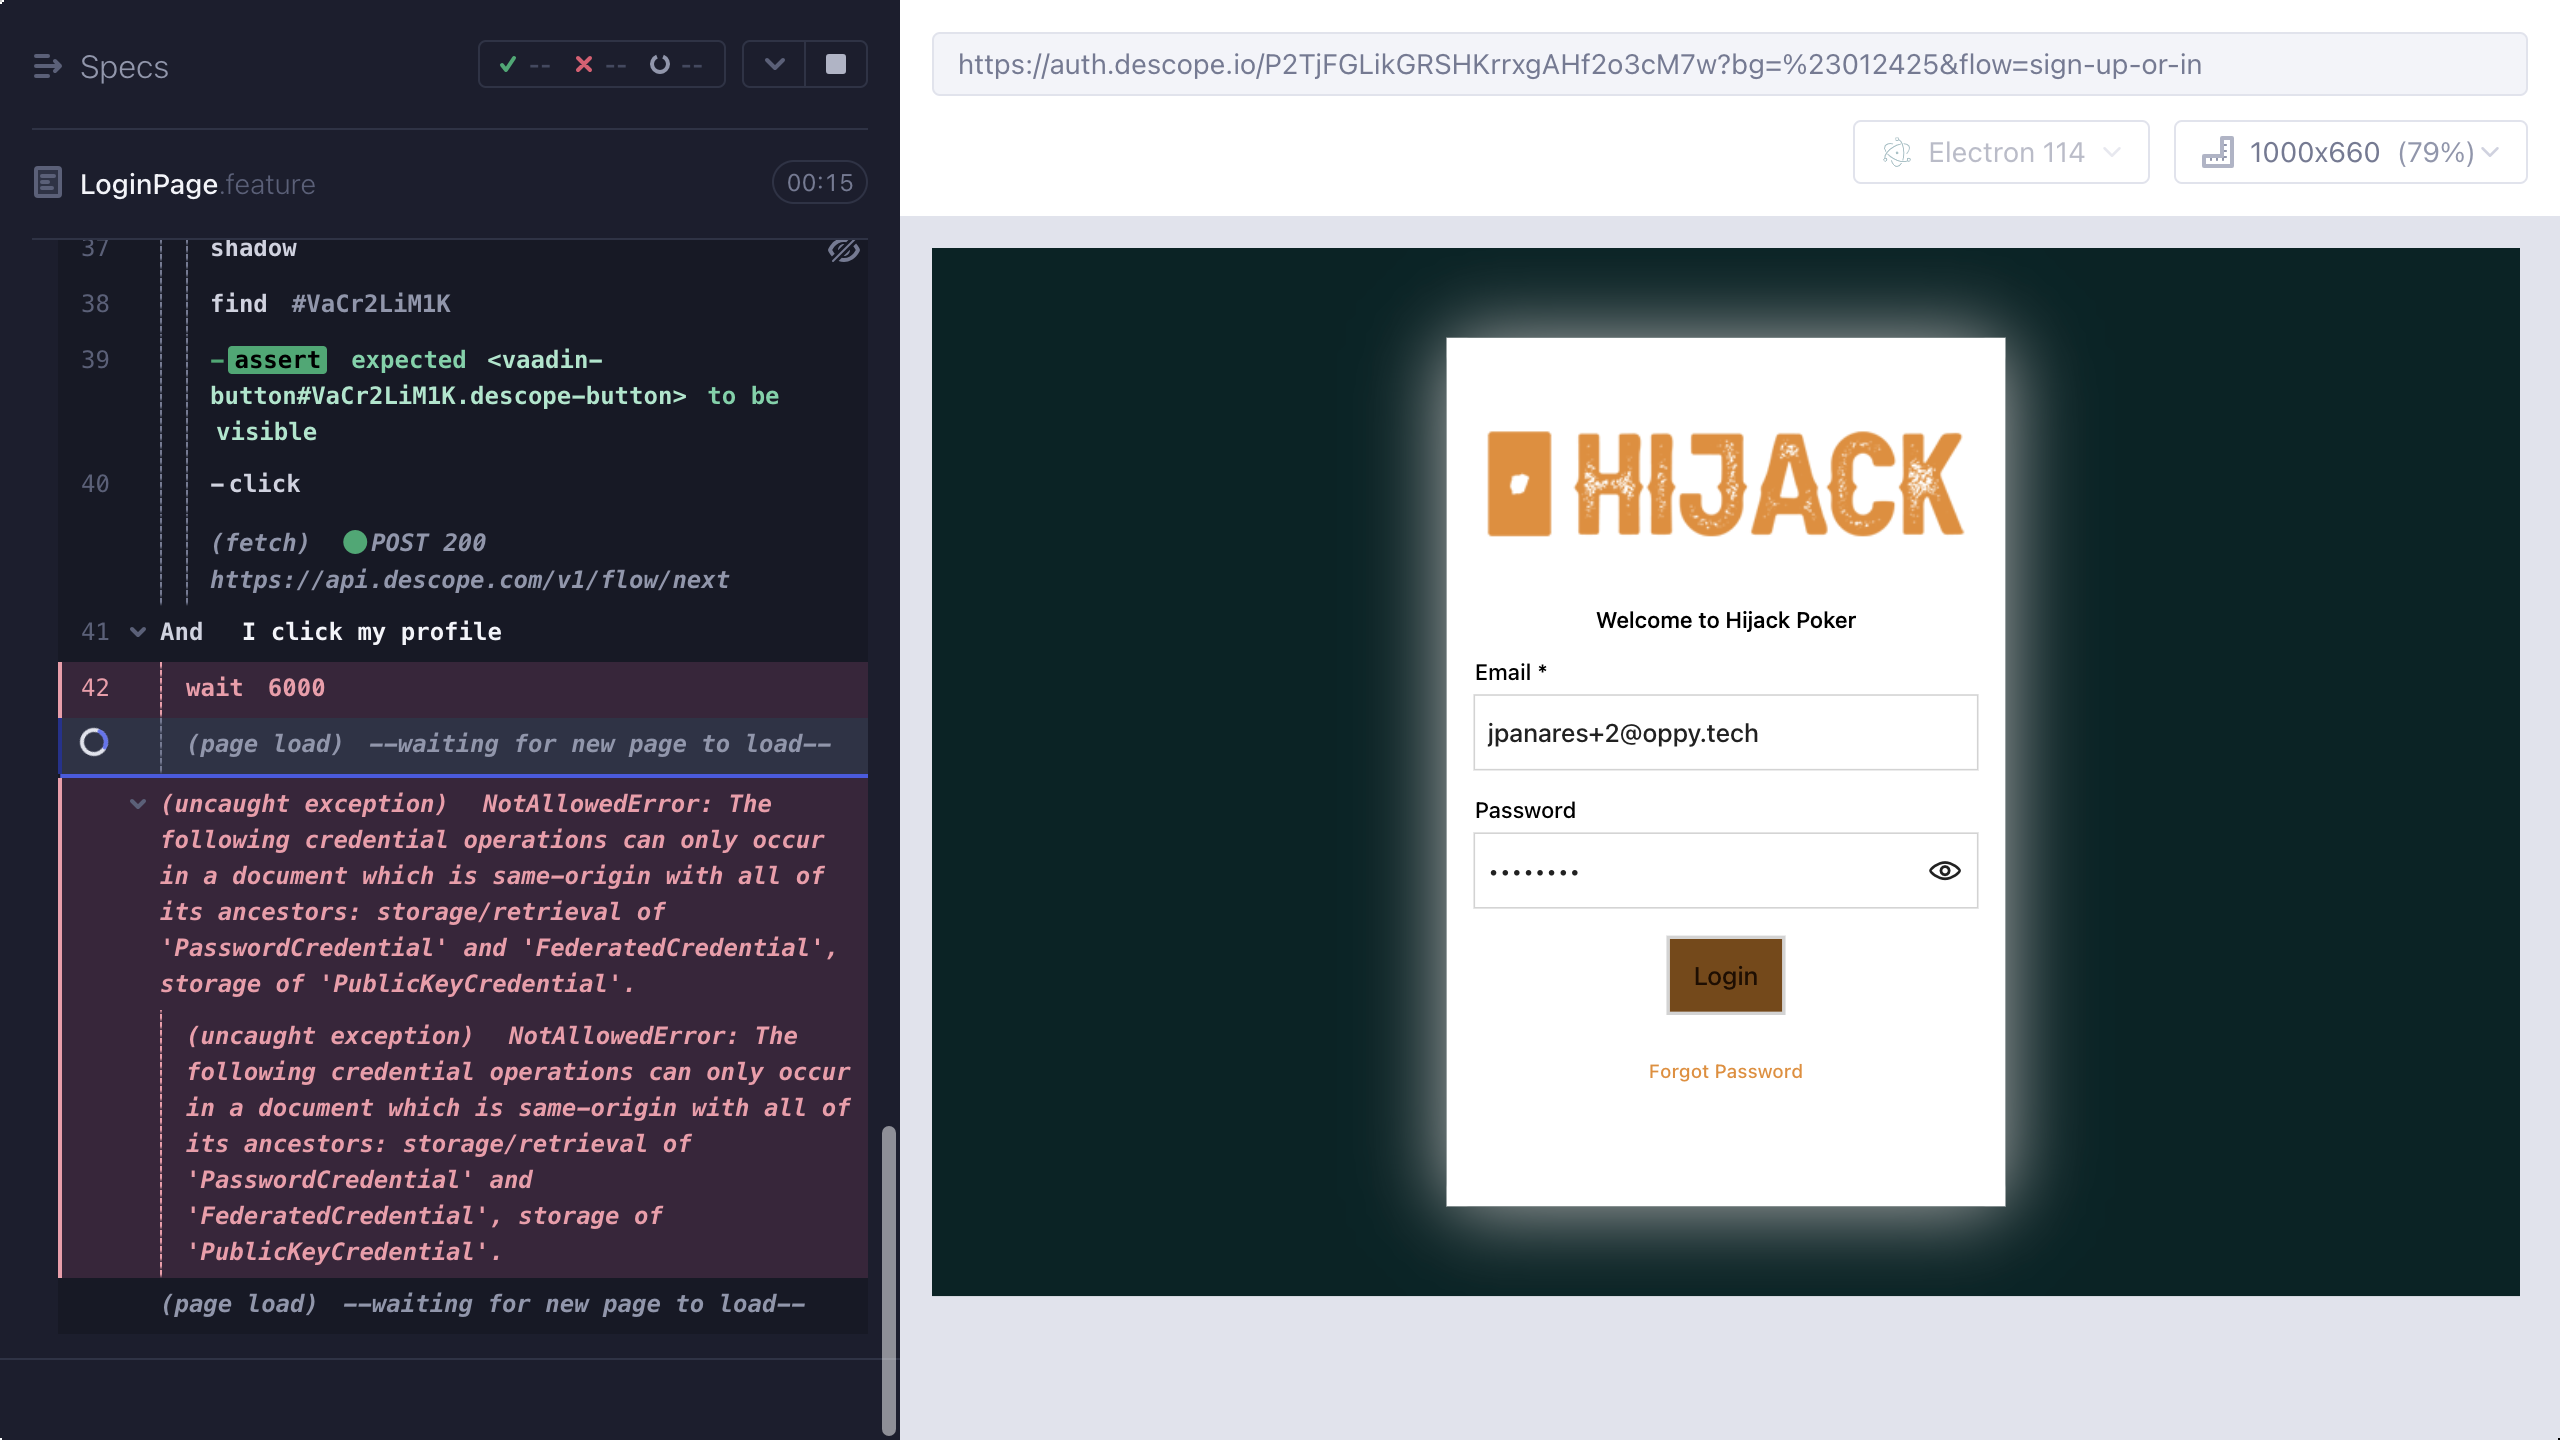 Specs
-- -- --
LoginPage.feature
00:15
37 shadow
38 find #VaCr2LiM1K
39 -assert expected <vaadin-
button#VaCr2LiM1K.descope-button> to be
visible
40 -click
(fetch) POST 200
https://api.descope.com/v1/flow/next
41 And I click my profile
42 wait 6000
(page load) --waiting for new page to load--
(uncaught exception) NotAllowedError: The
following credential operations can only occur
in a document which is same-origin with all of
its ancestors: storage/retrieval of
'PasswordCredential' and 'FederatedCredential',
storage of 'PublicKeyCredential'.
(uncaught exception) NotAllowedError: The
following credential operations can only occur
in a document which is same-origin with all of
its ancestors: storage/retrieval of
'PasswordCredential' and
'FederatedCredential', storage of
'PublicKeyCredential'.
(page load) --waiting for new page to load--
https://auth.descope.io/P2TjFGLikGRSHKrrxgAHf2o3cM7w?bg=%23012425&flow=sign-up-or-in
Electron 114
1000x660 (79%)
HIJACK
Welcome to Hijack Poker
Email *
jpanares+2@oppy.tech
Password
••••••••
Login
Forgot Password